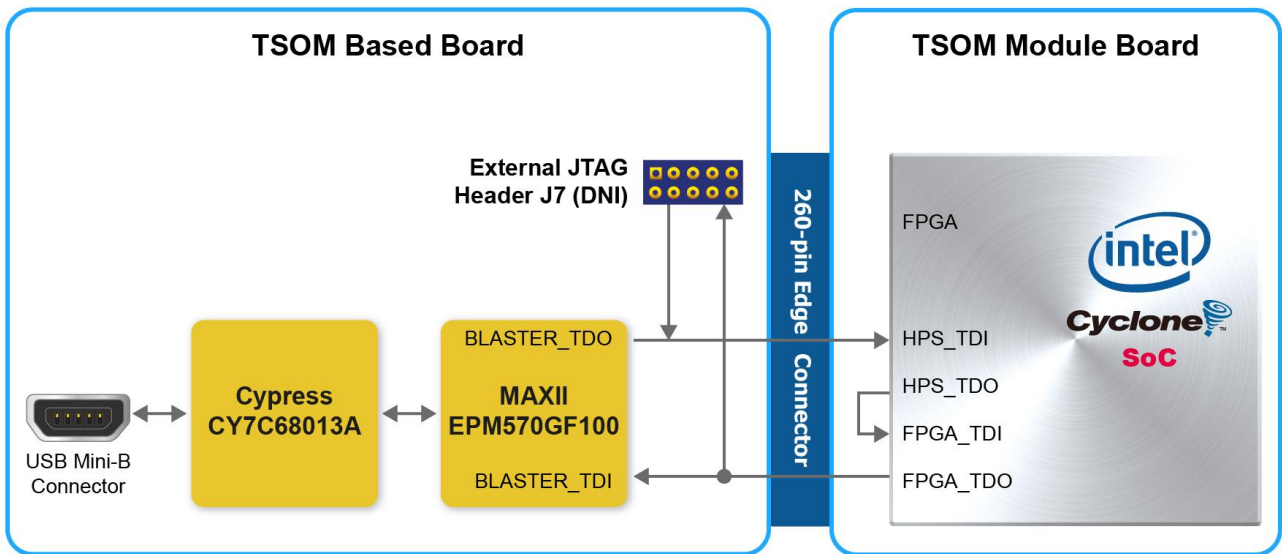 TSOM Based Board
TSOM Module Board
External JTAG
Header J7 (DNI)
260-pin Edge Connector
FPGA
intel®
Cyclone™
SoC
BLASTER_TDO
HPS_TDI
HPS_TDO
Cypress
CY7C68013A
MAXII
EPM570GF100
FPGA_TDI
USB Mini-B
Connector
BLASTER_TDI
FPGA_TDO